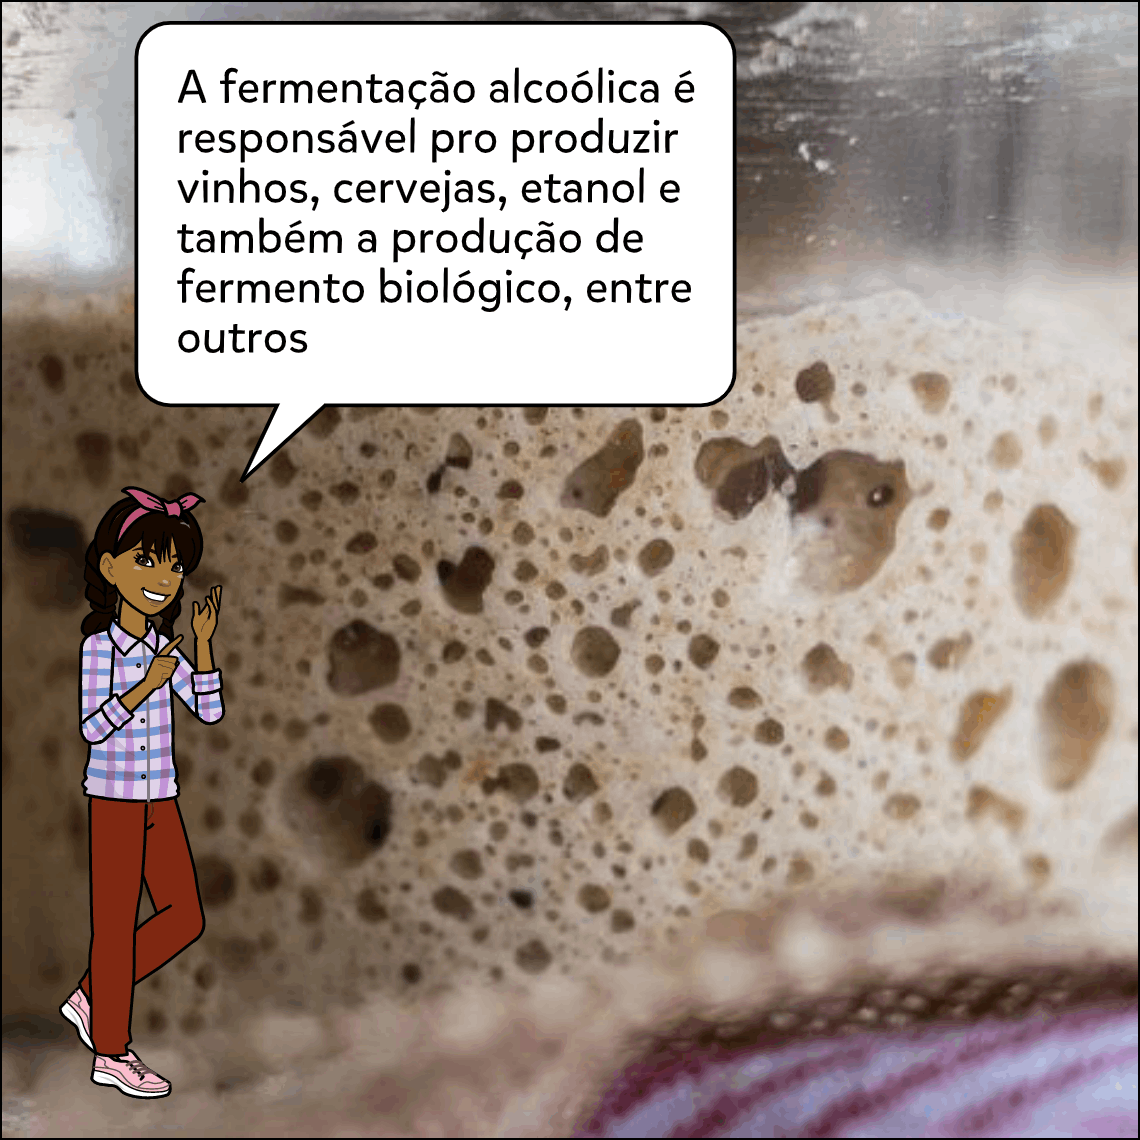 A fermentação alcoólica é
responsável pro produzir
vinhos, cervejas, etanol e
também a produção de
fermento biológico, entre
outros